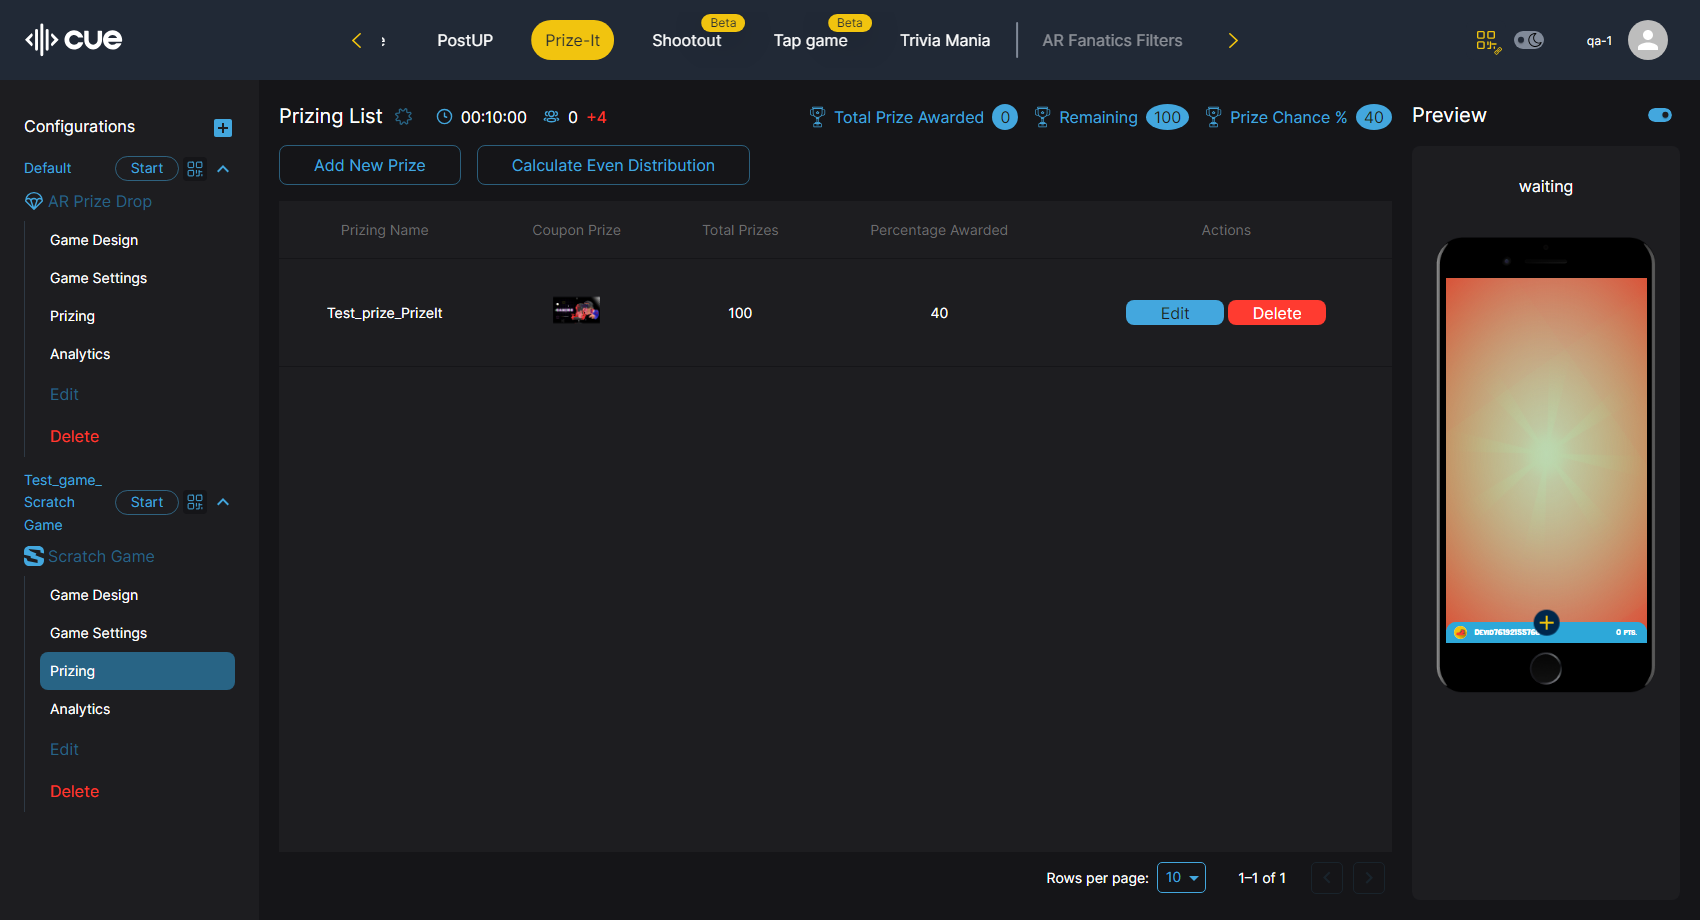 cue
PostUP
Prize-It
Beta
Shootout
Beta
Tap game
Trivia Mania
AR Fanatics Filters
qa-1
Configurations
Default
Start
AR Prize Drop
Game Design
Game Settings
Prizing
Analytics
Edit
Delete
Test_game_
Scratch
Game
Start
Scratch Game
Game Design
Game Settings
Prizing
Analytics
Edit
Delete
Prizing List 00:10:00 0 +4
Total Prize Awarded 0 Remaining 100 Prize Chance % 40
Add New Prize Calculate Even Distribution
Prizing Name Coupon Prize Total Prizes Percentage Awarded Actions
Test_prize_PrizeIt 100 40 Edit Delete
Rows per page: 10 1–1 of 1
Preview
waiting
0 PTS.